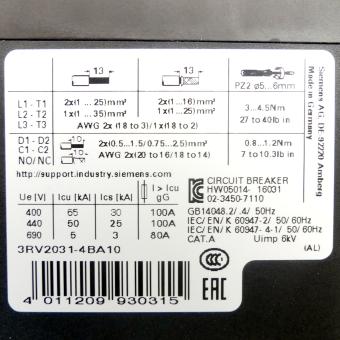 13 13 PZ2 ø5...6mm
L1 - T1 2x(1...25)mm² 2x(1...16)mm² 3...4.5Nm
L2 - T2 1x(1...35)mm² 1x(1...25)mm² 27 to 40lb in
L3 - T3 AWG 2x (18 to 3)/1x(18 to 2)
D1 - D2 10 2x(0.5...1.5/0.75...2.5)mm² 0.8...1.2Nm
C1 - C2 10 AWG 2x(20 to 16/18 to 14) 7 to 10.3lb in
NO/NC
http://support.industry.siemens.com
Ue [V] Icu [kA] Ics [kA] I > Icu gG
400 65 30 100A
440 50 25 100A
690 5 3 80A
3RV2031-4BA10
4 011209 930315
CIRCUIT BREAKER
HW05014- 16031
02-3450-7110
GB14048.2/.4/ 50Hz
IEC/EN/K 60947-2/ 50/60Hz
IEC/EN/K 60947-4-1/ 50/60Hz
CAT.A Uimp 6kV
(AL)
CCC EAC
Siemens AG, DE-92220 Amberg
Made in Germany